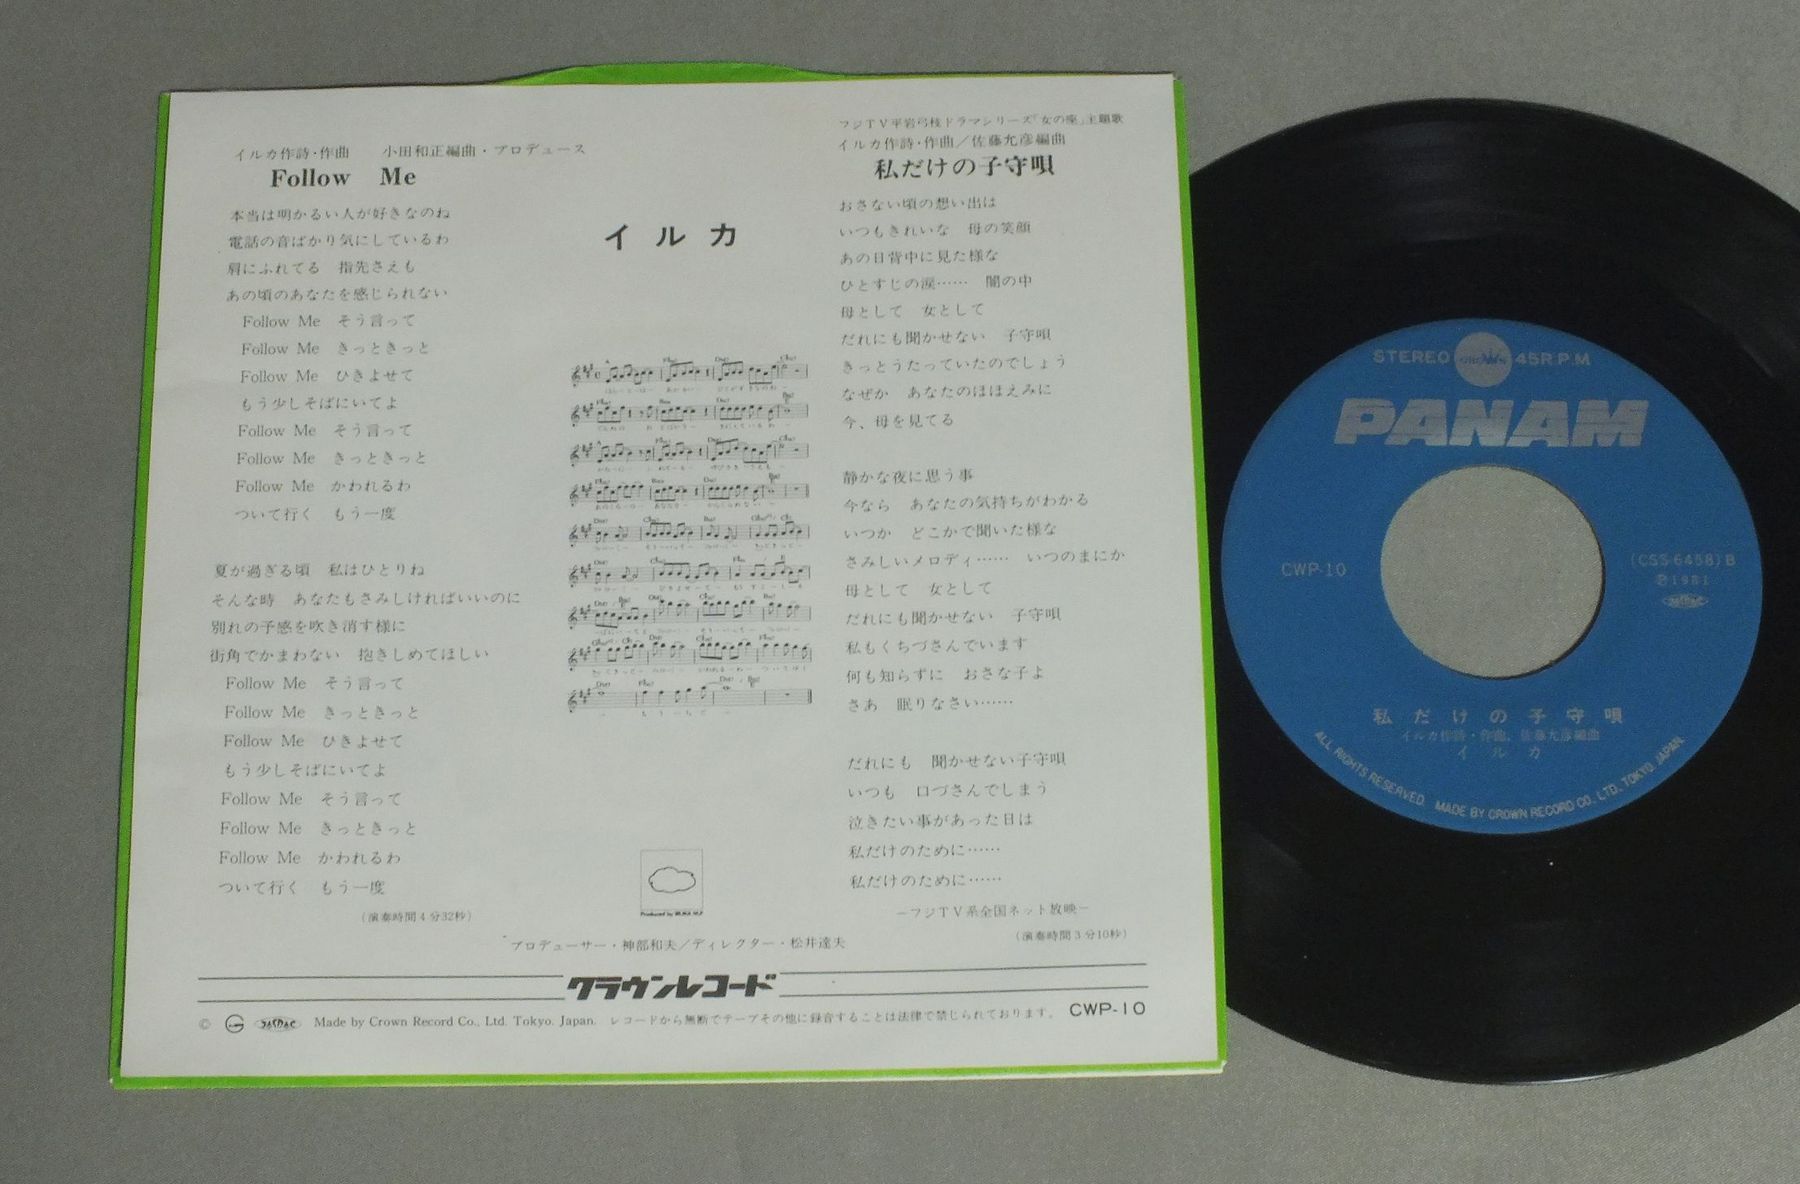 イルカ作詩・作曲　小田和正編曲・プロデュース
Follow Me
本当は明かるい人が好きなのね
電話の音ばかり気にしているわ
肩にふれてる　指先さえも
あの頃のあなたを感じられない
Follow Me　そう言って
Follow Me　きっときっと
Follow Me　ひきよせて
もう少しそばにいてよ
Follow Me　そう言って
Follow Me　きっときっと
Follow Me　かわれるわ
ついて行く　もう一度
夏が過ぎる頃　私はひとりね
そんな時　あなたもさみしければいいのに
別れの予感を吹き消す様に
街角でかまわない　抱きしめてほしい
Follow Me　そう言って
Follow Me　きっときっと
Follow Me　ひきよせて
もう少しそばにいてよ
Follow Me　そう言って
Follow Me　きっときっと
Follow Me　かわれるわ
ついて行く　もう一度
(演奏時間4分32秒)
イルカ
フジTV平岩弓枝ドラマシリーズ「女の座」主題歌
イルカ作詩・作曲／佐藤允彦編曲
私だけの子守唄
おさない頃の想い出は
いつもきれいな　母の笑顔
あの日背中に見た様な
ひとすじの涙……　闇の中
母として　女として
だれにも聞かせない　子守唄
きっとうたっていたのでしょう
なぜか　あなたのほほえみに
今、母を見てる
静かな夜に思う事
今なら　あなたの気持ちがわかる
いつか　どこかで聞いた様な
さみしいメロディ……　いつのまにか
母として　女として
だれにも聞かせない　子守唄
私もくちづさんでいます
何も知らずに　おさな子よ
さあ　眠りなさい……
だれにも　聞かせない子守唄
いつも　口づさんでしまう
泣きたい事があった日は
私だけのために……
私だけのために……
－フジTV系全国ネット放映－
(演奏時間3分10秒)
プロデューサー・神部和夫／ディレクター・松井達夫
クラウンレコード
© JASRAC Made by Crown Record Co., Ltd. Tokyo. Japan. レコードから無断でテープその他に録音することは法律で禁じられております。 CWP-10
STEREO 45R.P.M
PANAM
CWP-10
(CSS-6458)B
℗1981
JASRAC
私だけの子守唄
イルカ作詩・作曲、佐藤允彦編曲
イルカ
ALL RIGHTS RESERVED. MADE BY CROWN RECORD CO., LTD., TOKYO, JAPAN.